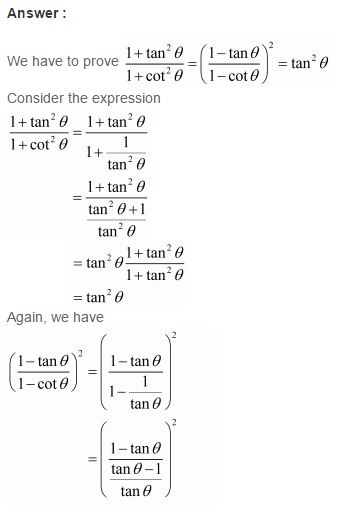 Answer :
We have to prove (1+tan²θ)/(1+cot²θ) = ((1−tanθ)/(1−cotθ))² = tan²θ
Consider the expression
(1+tan²θ)/(1+cot²θ) = (1+tan²θ)/(1+1/tan²θ)
= (1+tan²θ)/((tan²θ+1)/tan²θ)
= tan²θ (1+tan²θ)/(1+tan²θ)
= tan²θ
Again, we have
((1−tanθ)/(1−cotθ))² = ((1−tanθ)/(1−1/tanθ))²
= ((1−tanθ)/((tanθ−1)/tanθ))²